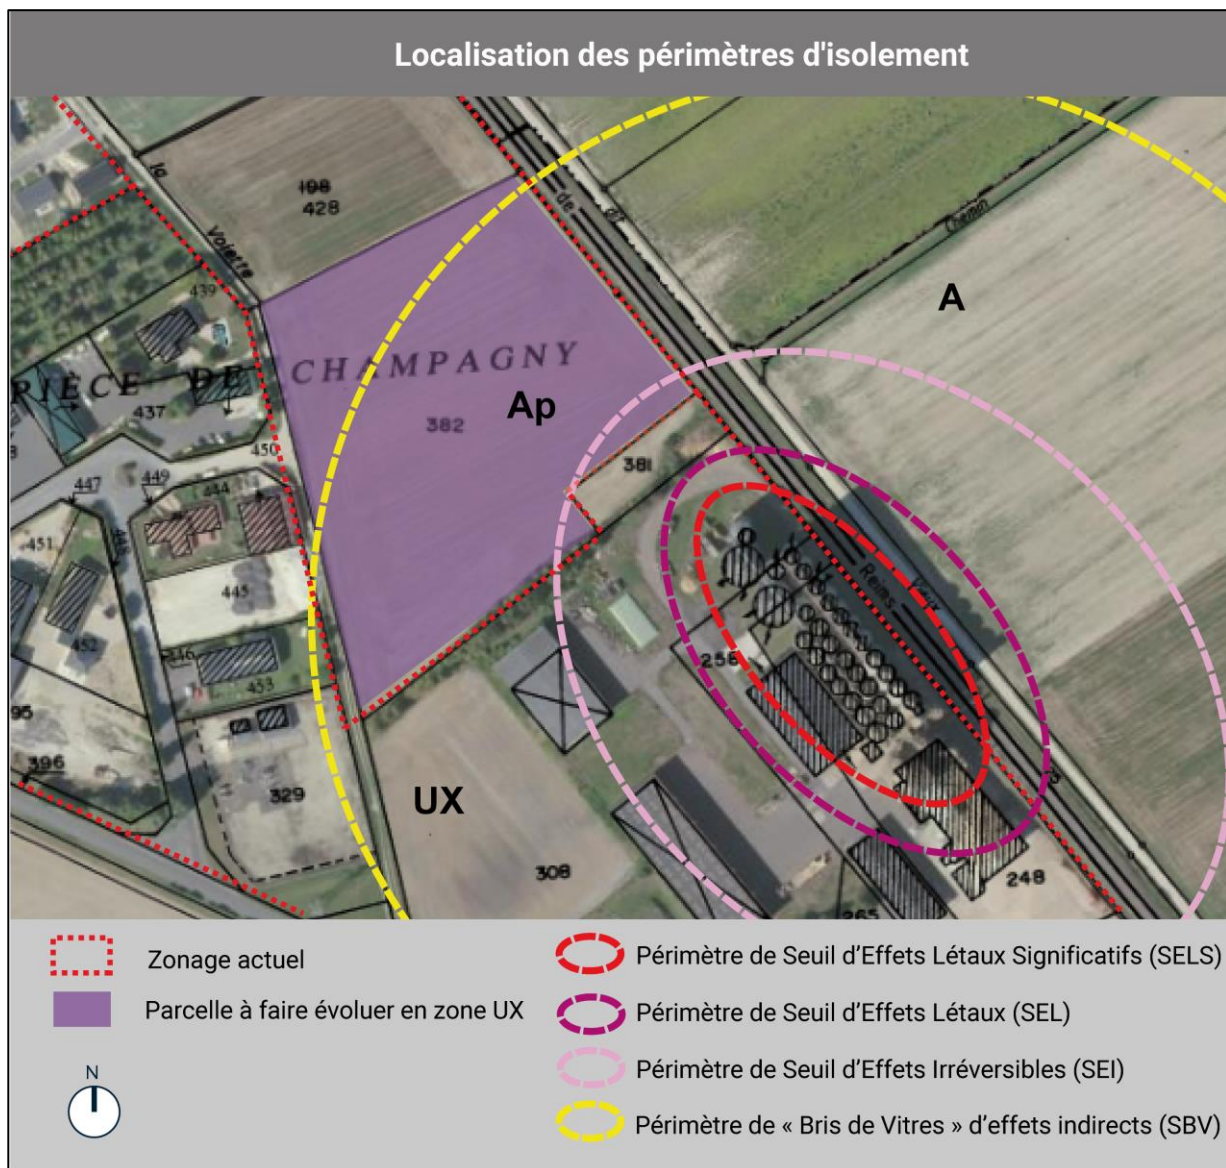 Localisation des périmètres d'isolement
la
Voiette
198
428
de
dit
Chemin
A
439
CHAMPAGNY
PIÈCE DE
Ap
437
382
450
381
447
449
444
451
448
445
Reims
Vaux
452
446
453
258
95
396
329
UX
308
248
265
Zonage actuel
Parcelle à faire évoluer en zone UX
N
Périmètre de Seuil d’Effets Létaux Significatifs (SELS)
Périmètre de Seuil d’Effets Létaux (SEL)
Périmètre de Seuil d’Effets Irréversibles (SEI)
Périmètre de « Bris de Vitres » d’effets indirects (SBV)